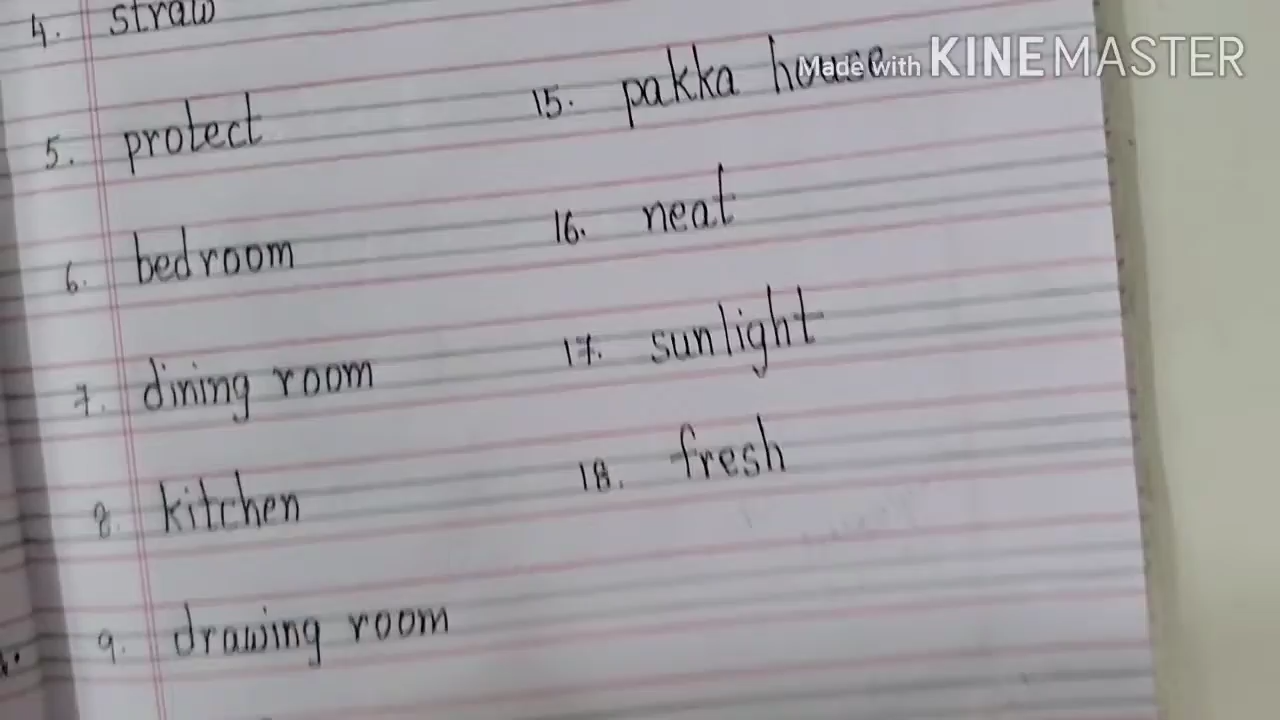 4. straw
5. protect
6. bedroom
7. dining room
8. kitchen
9. drawing room
Made with KINEMASTER
15. pakka house
16. neat
17. sunlight
18. fresh